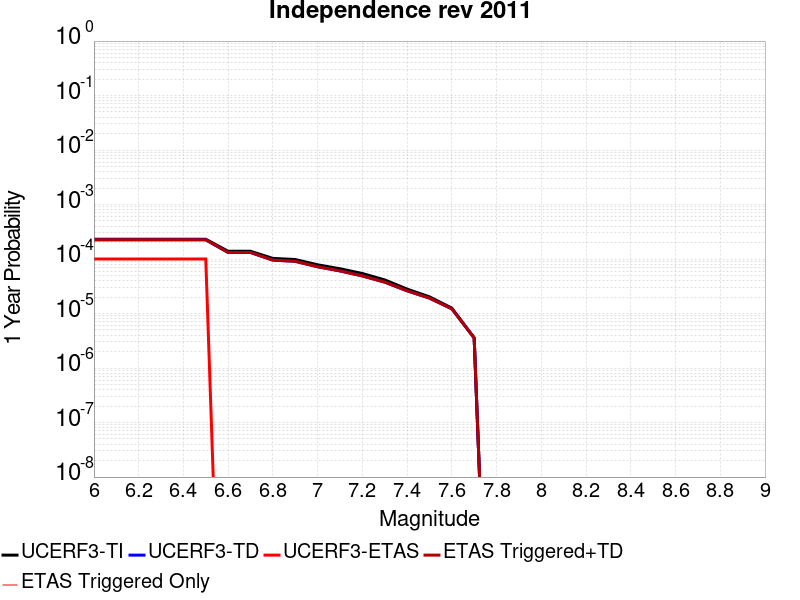 Independence rev 2011
1 Year Probability
10^0
10^-1
10^-2
10^-3
10^-4
10^-5
10^-6
10^-7
10^-8
6 6.2 6.4 6.6 6.8 7 7.2 7.4 7.6 7.8 8 8.2 8.4 8.6 8.8 9
Magnitude
UCERF3-TI UCERF3-TD UCERF3-ETAS ETAS Triggered+TD
ETAS Triggered Only